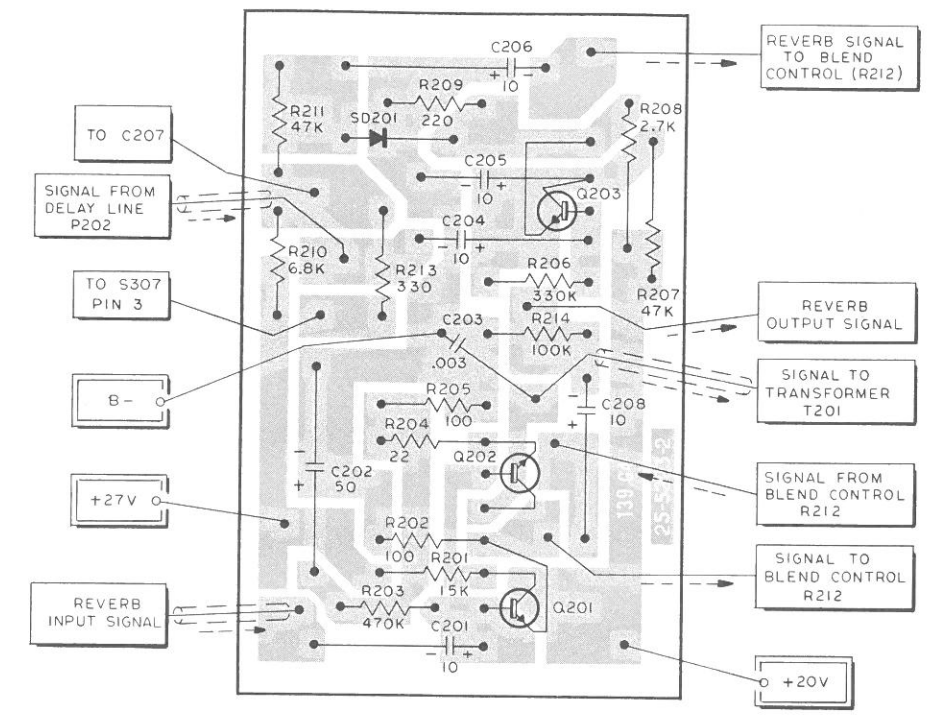 C206
+ -
10
REVERB SIGNAL
TO BLEND
CONTROL (R212)
R211
47K
R209
220
SD201
R208
2.7K
TO C207
SIGNAL FROM
DELAY LINE
P202
C205
- +
10
Q203
C204
- +
10
R210
6.8K
R213
330
R206
330K
R207
47K
TO S307
PIN 3
C203
.003
R214
100K
REVERB
OUTPUT SIGNAL
B-
SIGNAL TO
TRANSFORMER
T201
R205
100
-
C208
+ 10
R204
22
Q202
-
C202
+ 50
SIGNAL FROM
BLEND CONTROL
R212
+27V
R202
100
R201
15K
SIGNAL TO
BLEND CONTROL
R212
REVERB
INPUT SIGNAL
R203
470K
Q201
C201
- +
10
+20V